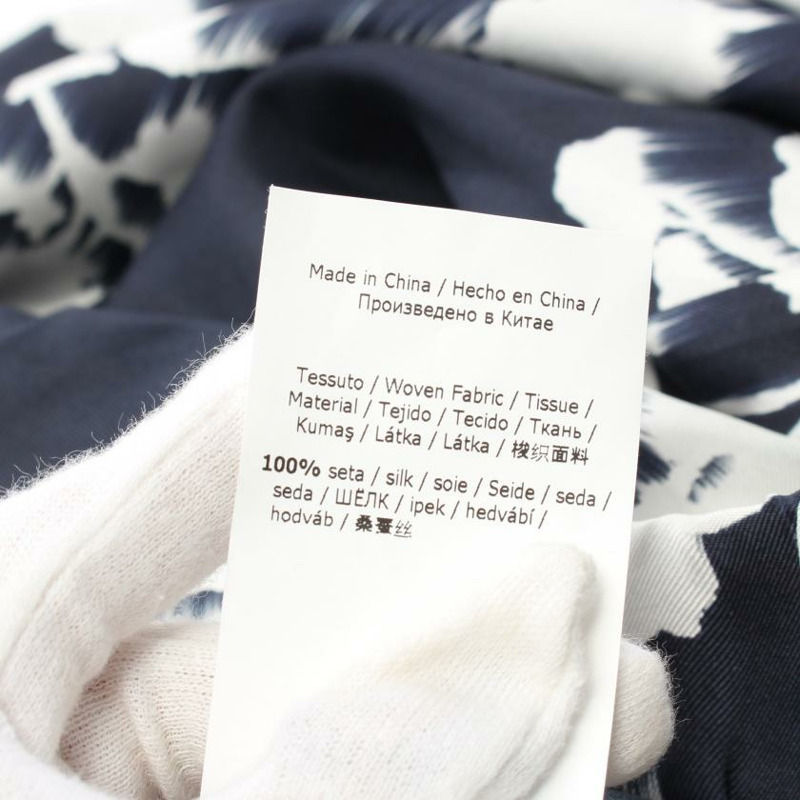 Made in China / Hecho en China /
Произведено в Китае
Tessuto / Woven Fabric / Tissue /
Material / Tejido / Tecido / Ткань /
Kumaş / Látka / Látka / 梭织面料
100% seta / silk / soie / Seide / seda /
seda / ШЁЛК / ipek / hedvábí /
hodváb / 桑蚕丝